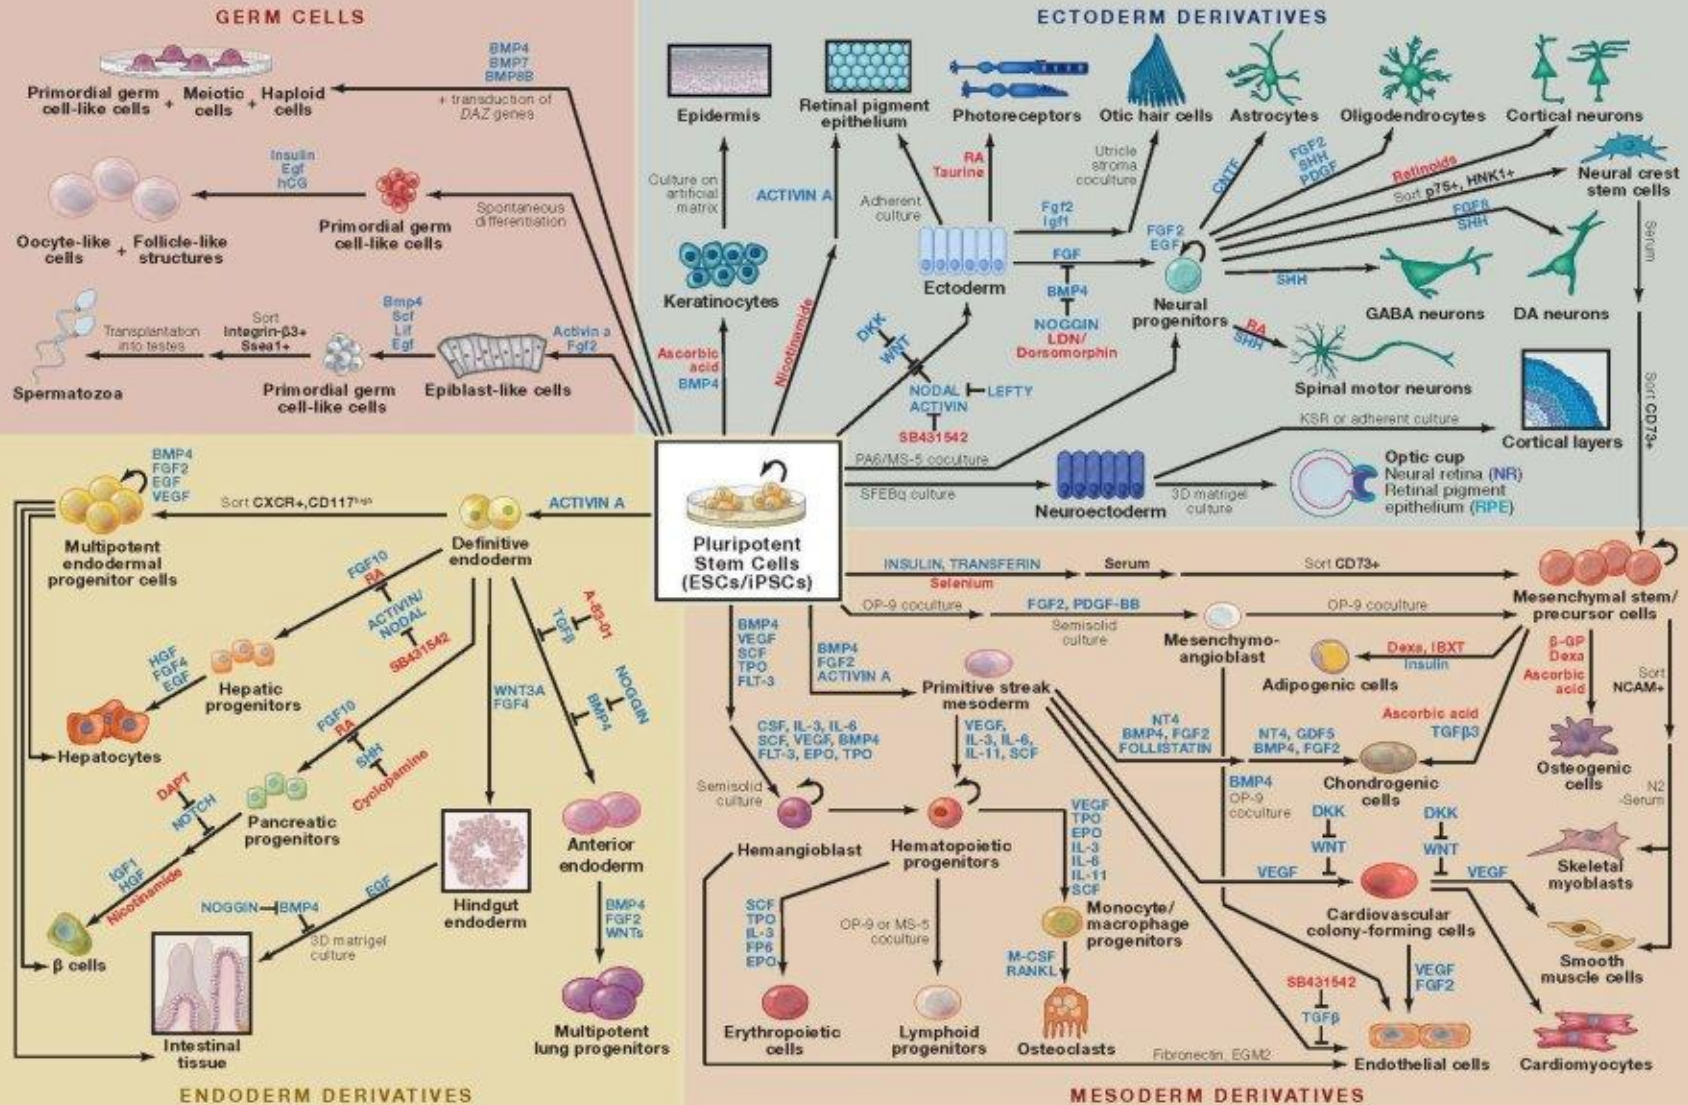 GERM CELLS
BMP4
BMP7
BMP8B
+ transduction of
DAZ genes
Primordial germ
cell-like cells
+
Meiotic
cells
+
Haploid
cells
Insulin
Egf
hCG
Spontaneous
differentiation
Oocyte-like
cells
+
Follicle-like
structures
Primordial germ
cell-like cells
Transplantation
into testes
Sort
Integrin-β3+
Ssea1+
Bmp4
Scf
Lif
Egf
Activin a
Fgf2
Spermatozoa
Primordial germ
cell-like cells
Epiblast-like cells
ECTODERM DERIVATIVES
Epidermis
Retinal pigment
epithelium
Photoreceptors
Otic hair cells
Astrocytes
Oligodendrocytes
Cortical neurons
Culture on
artificial
matrix
ACTIVIN A
Adherent
culture
RA
Taurine
Utricle
stroma
coculture
CNTF
FGF2
SHH
PDGF
Retinoids
Sort p75+, HNK1+
Neural crest
stem cells
Fgf2
Igf1
FGF2
EGF
FGF8
SHH
Serum
Keratinocytes
Ectoderm
FGF
BMP4
NOGGIN
LDN/
Dorsomorphin
Neural
progenitors
SHH
GABA neurons
DA neurons
Ascorbic
acid
BMP4
Nicotinamide
DKK
WNT
NODAL
ACTIVIN
LEFTY
SB431542
RA
SHH
Spinal motor neurons
Sort CD73+
KSR or adherent culture
Cortical layers
PA6/MS-5 coculture
SFEBq culture
Neuroectoderm
3D matrigel
culture
Optic cup
Neural retina (NR)
Retinal pigment
epithelium (RPE)
Pluripotent
Stem Cells
(ESCs/iPSCs)
BMP4
FGF2
EGF
VEGF
Sort CXCR+,CD117high
ACTIVIN A
Multipotent
endodermal
progenitor cells
Definitive
endoderm
FGF10
RA
ACTIVIN/
NODAL
SB431542
TGFβ
A-83-01
HGF
FGF4
EGF
Hepatic
progenitors
Hepatocytes
FGF10
RA
SHH
Cyclopamine
WNT3A
FGF4
BMP4
NOGGIN
DAPT
NOTCH
Pancreatic
progenitors
IGF1
HGF
Nicotinamide
Hindgut
endoderm
Anterior
endoderm
EGF
NOGGIN
BMP4
3D matrigel
culture
β cells
Intestinal
tissue
BMP4
FGF2
WNTs
Multipotent
lung progenitors
ENDODERM DERIVATIVES
INSULIN, TRANSFERIN
Selenium
Serum
Sort CD73+
OP-9 coculture
FGF2, PDGF-BB
Semisolid
culture
OP-9 coculture
Mesenchymal stem/
precursor cells
Mesenchymo-
angioblast
BMP4
VEGF
SCF
TPO
FLT-3
BMP4
FGF2
ACTIVIN A
Primitive streak
mesoderm
Dexa, IBXT
Insulin
Adipogenic cells
β-GP
Dexa
Ascorbic
acid
Sort
NCAM+
CSF, IL-3, IL-6
SCF, VEGF, BMP4
FLT-3, EPO, TPO
VEGF,
IL-3, IL-6,
IL-11, SCF
NT4
BMP4, FGF2
FOLLISTATIN
NT4, GDF5
BMP4, FGF2
Ascorbic acid
TGFβ3
Chondrogenic
cells
Osteogenic
cells
Semisolid
culture
BMP4
OP-9
coculture
N2
-Serum
Hemangioblast
Hematopoietic
progenitors
VEGF
TPO
EPO
IL-3
IL-6
IL-11
SCF
DKK
WNT
DKK
WNT
VEGF
VEGF
Skeletal
myoblasts
SCF
TPO
IL-3
FP6
EPO
OP-9 or MS-5
coculture
Monocyte/
macrophage
progenitors
M-CSF
RANKL
Cardiovascular
colony-forming cells
VEGF
FGF2
Smooth
muscle cells
SB431542
TGFβ
Erythropoietic
cells
Lymphoid
progenitors
Osteoclasts
Fibronectin, EGM2
Endothelial cells
Cardiomyocytes
MESODERM DERIVATIVES